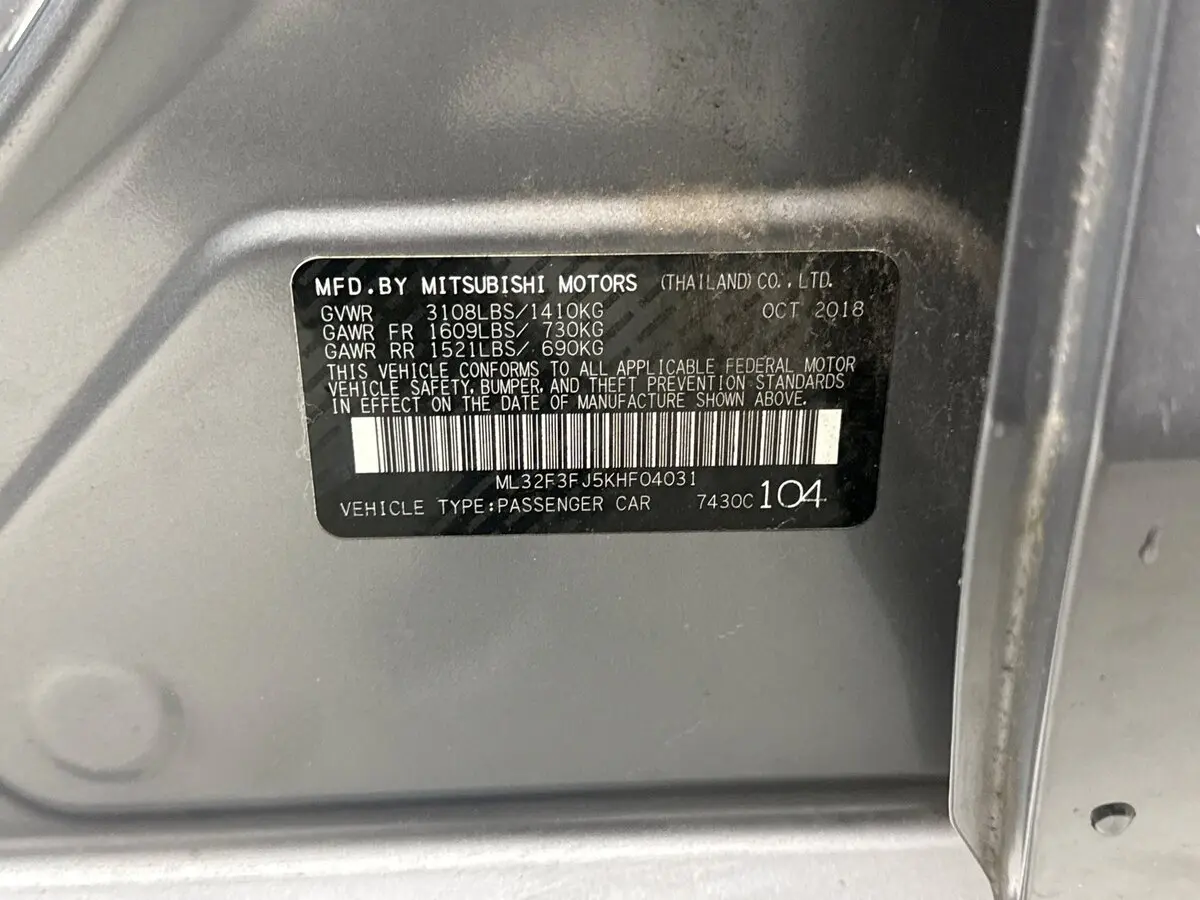 MFD.BY MITSUBISHI MOTORS (THAILAND) CO.,LTD.
GVWR 3108LBS/1410KG OCT 2018
GAWR FR 1609LBS/ 730KG
GAWR RR 1521LBS/ 690KG
THIS VEHICLE CONFORMS TO ALL APPLICABLE FEDERAL MOTOR
VEHICLE SAFETY, BUMPER, AND THEFT PREVENTION STANDARDS
IN EFFECT ON THE DATE OF MANUFACTURE SHOWN ABOVE.
ML32F3FJ5KHF04031
VEHICLE TYPE:PASSENGER CAR 7430C 104